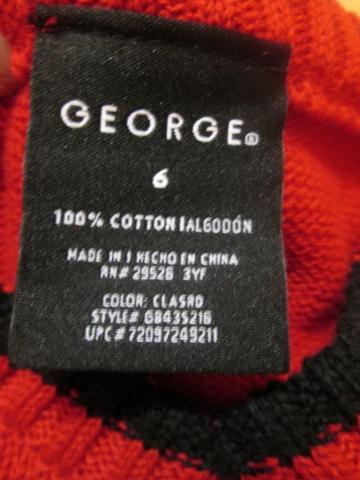 GEORGE®
6
100% COTTON | ALGODÓN
MADE IN | HECHO EN CHINA
RN# 29526 3YF
COLOR: CLASRD
STYLE# G8435216
UPC# 72097249211